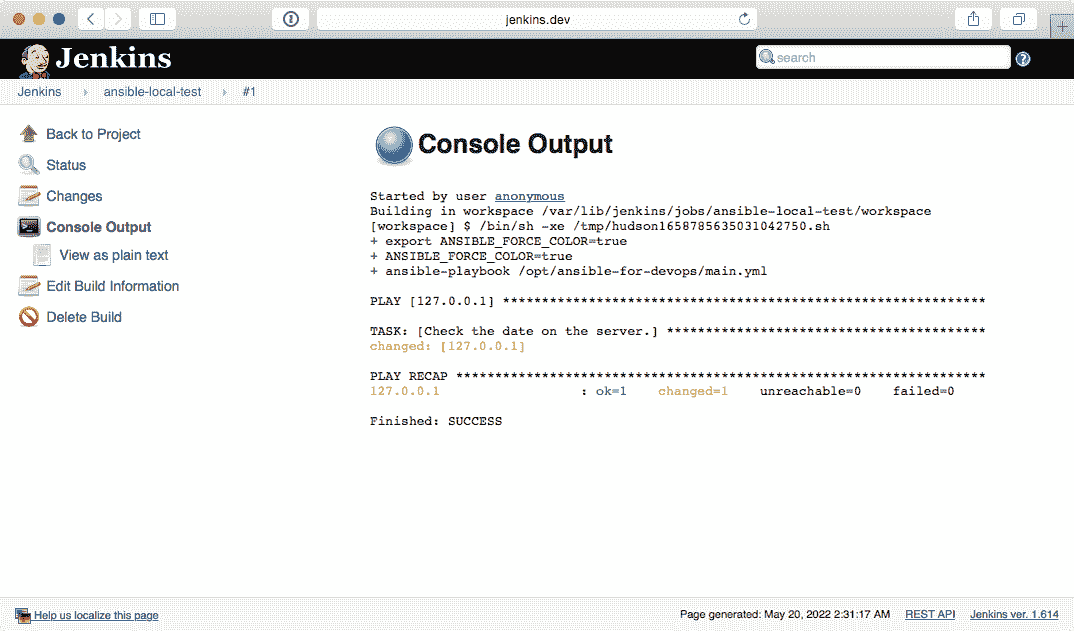 jenkins.dev
Jenkins
search
Jenkins ansible-local-test #1
Back to Project
Status
Changes
Console Output
View as plain text
Edit Build Information
Delete Build
Console Output
Started by user anonymous
Building in workspace /var/lib/jenkins/jobs/ansible-local-test/workspace
[workspace] $ /bin/sh -xe /tmp/hudson1658785635031042750.sh
+ export ANSIBLE_FORCE_COLOR=true
+ ANSIBLE_FORCE_COLOR=true
+ ansible-playbook /opt/ansible-for-devops/main.yml
PLAY [127.0.0.1] **************************************************************
TASK: [Check the date on the server.] *****************************************
changed: [127.0.0.1]
PLAY RECAP ********************************************************************
127.0.0.1 : ok=1 changed=1 unreachable=0 failed=0
Finished: SUCCESS
Help us localize this page
Page generated: May 20, 2022 2:31:17 AM REST API Jenkins ver. 1.614